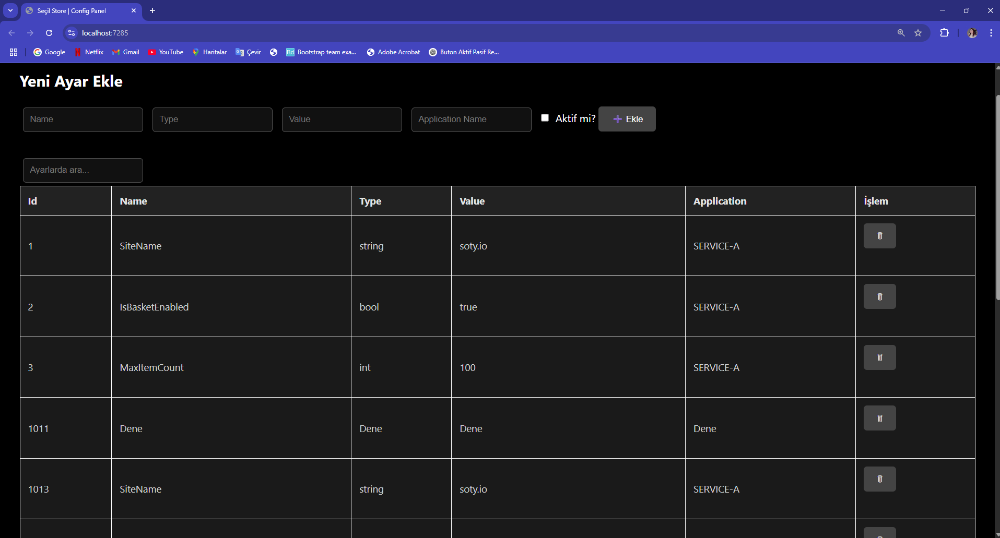 Seçil Store | Config Panel
localhost:7285
Google Netflix Gmail YouTube Haritalar Çevir Bootstrap team exa... Adobe Acrobat Buton Aktif Pasif Re...
Yeni Ayar Ekle
Name Type Value Application Name Aktif mi? Ekle
Ayarlarda ara...
Id Name Type Value Application İşlem
1 SiteName string soty.io SERVICE-A
2 IsBasketEnabled bool true SERVICE-A
3 MaxItemCount int 100 SERVICE-A
1011 Dene Dene Dene Dene
1013 SiteName string soty.io SERVICE-A